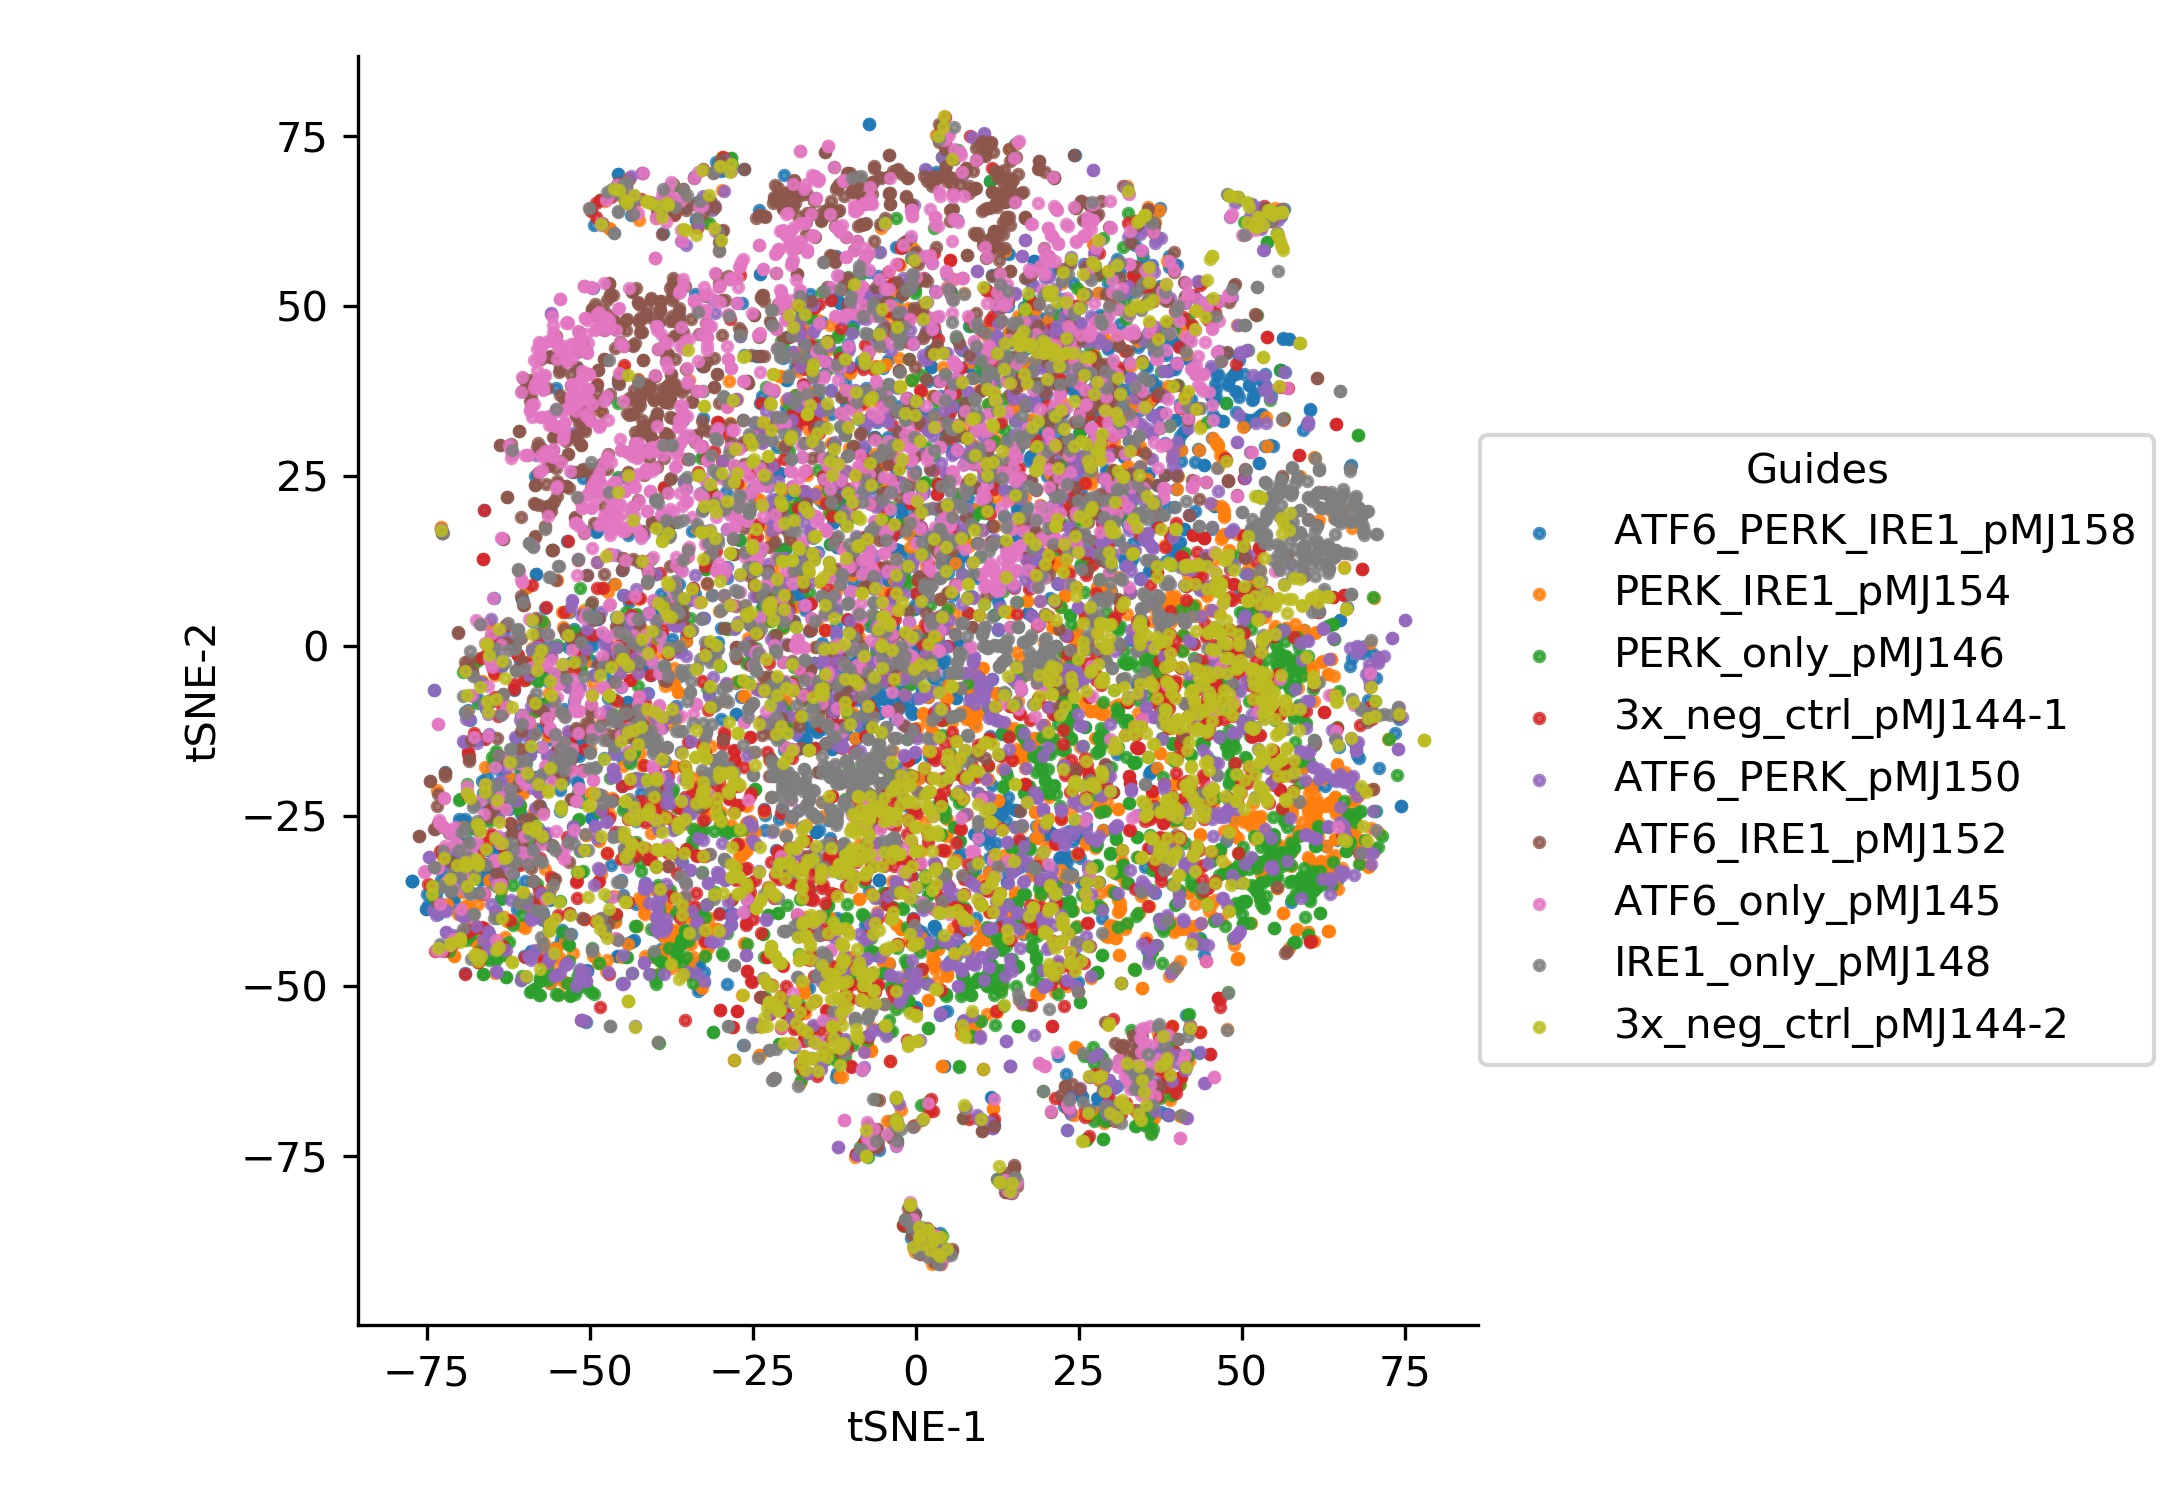 75
50
25
0
−25
−50
−75
tSNE-2
−75
−50
−25
0
25
50
75
tSNE-1
Guides
ATF6_PERK_IRE1_pMJ158
PERK_IRE1_pMJ154
PERK_only_pMJ146
3x_neg_ctrl_pMJ144-1
ATF6_PERK_pMJ150
ATF6_IRE1_pMJ152
ATF6_only_pMJ145
IRE1_only_pMJ148
3x_neg_ctrl_pMJ144-2